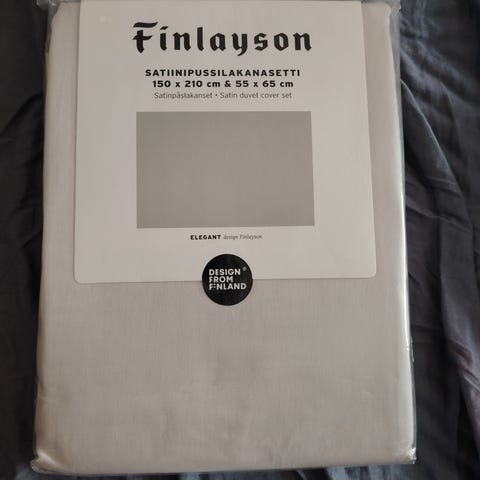 Finlayson
SATIINIPUSSILAKANASETTI
150 x 210 cm & 55 x 65 cm
Satinpåslakanset • Satin duvet cover set
ELEGANT design Finlayson
DESIGN®
FROM
FINLAND